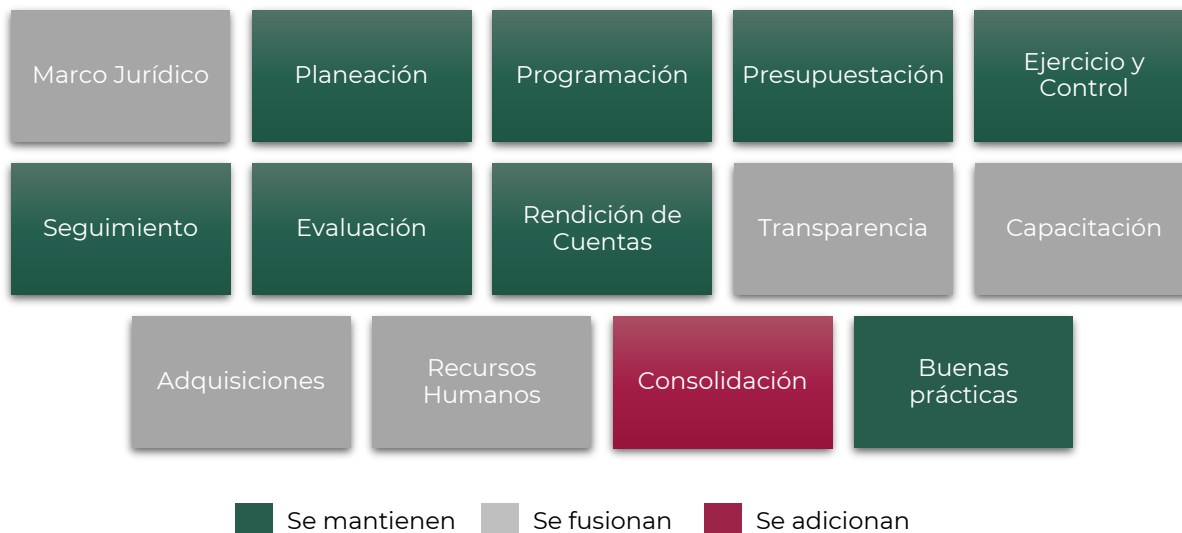 Marco Jurídico
Planeación
Programación
Presupuestación
Ejercicio y
Control
Seguimiento
Evaluación
Rendición de
Cuentas
Transparencia
Capacitación
Adquisiciones
Recursos
Humanos
Consolidación
Buenas
prácticas
Se mantienen
Se fusionan
Se adicionan